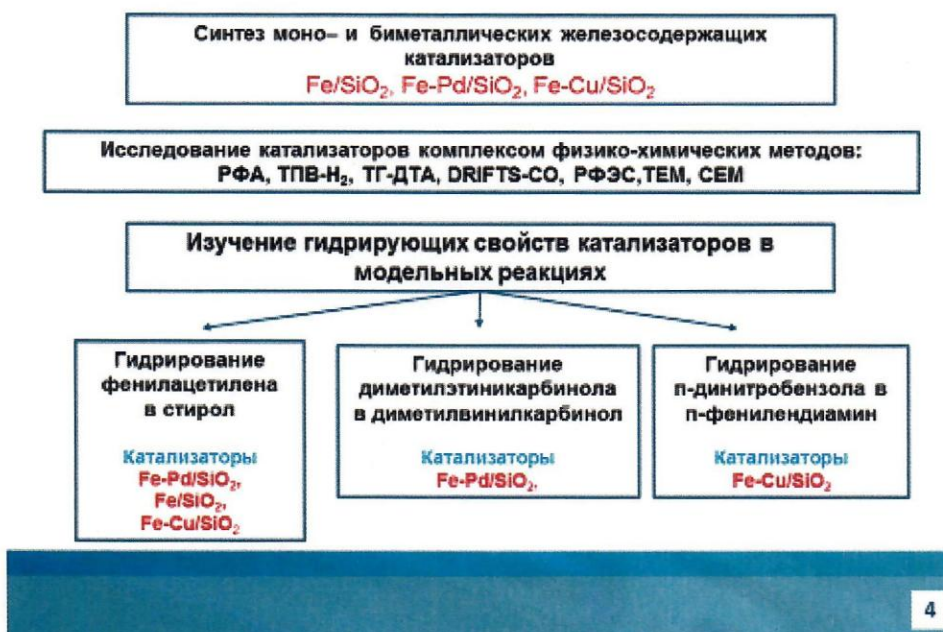 Синтез моно– и биметаллических железосодержащих
катализаторов
Fe/SiO₂, Fe-Pd/SiO₂, Fe-Cu/SiO₂
Исследование катализаторов комплексом физико-химических методов:
РФА, ТПВ-H₂, ТГ-ДТА, DRIFTS-CO, РФЭС,ТЕМ, СЕМ
Изучение гидрирующих свойств катализаторов в
модельных реакциях
Гидрирование
фенилацетилена
в стирол
Катализаторы
Fe-Pd/SiO₂,
Fe/SiO₂,
Fe-Cu/SiO₂
Гидрирование
диметилэтиникарбинола
в диметилвинилкарбинол
Катализаторы
Fe-Pd/SiO₂,
Гидрирование
п-динитробензола в
п-фенилендиамин
Катализаторы
Fe-Cu/SiO₂
4